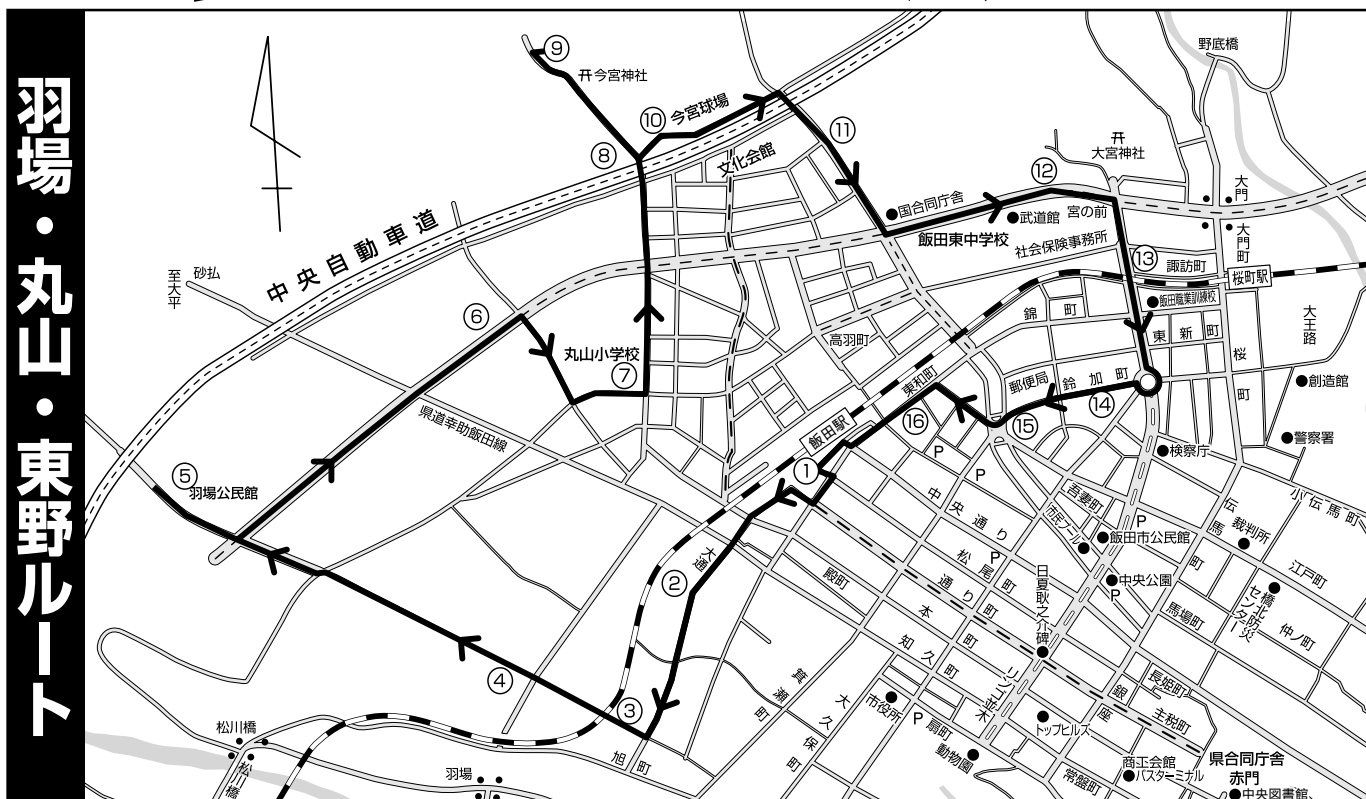 羽場・丸山・東野ルート
⑨
开今宮神社
⑩
今宮球場
⑧
⑪
文化会館
野底橋
开
大宮神社
⑫
国合同庁舎
武道館
宮の前
飯田東中学校
社会保険事務所
大門
大門町
⑬
諏訪町
桜町駅
飯田職業訓練校
至大平
砂払
中央自動車道
⑥
丸山小学校
⑦
高羽町
錦町
東新町
桜町
大王路
創造館
警察署
県道幸助飯田線
東和町
郵便局
鈴加町
⑭
⑮
⑯
飯田駅
①
P
P
検察庁
⑤
羽場公民館
中央通り
吾妻町
市民プール
P
飯田市公民館
中央公園
P
伝馬町
裁判所
小伝馬町
江戸町
大通
②
殿町
松尾町
P
通り町
本町
知久町
日夏耿之介碑
馬場町
橋北防災センター
仲ノ町
④
③
箕瀬町
大久保町
市役所
リンゴ並木
銀座
長姫町
主税町
P
扇町
動物園
トップヒルズ
常盤町
商工会館
バスターミナル
県合同庁舎
赤門
中央図書館
松川橋
松川橋
羽場
旭町